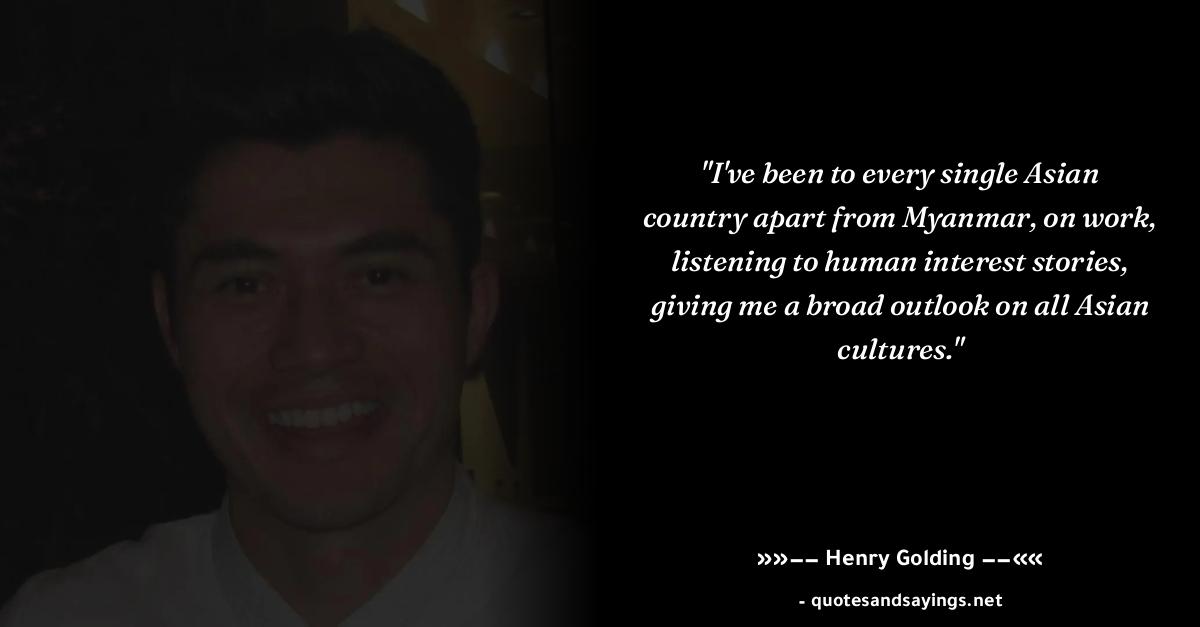 "I've been to every single Asian
country apart from Myanmar, on work,
listening to human interest stories,
giving me a broad outlook on all Asian
cultures."
»»−− Henry Golding −−««
- quotesandsayings.net